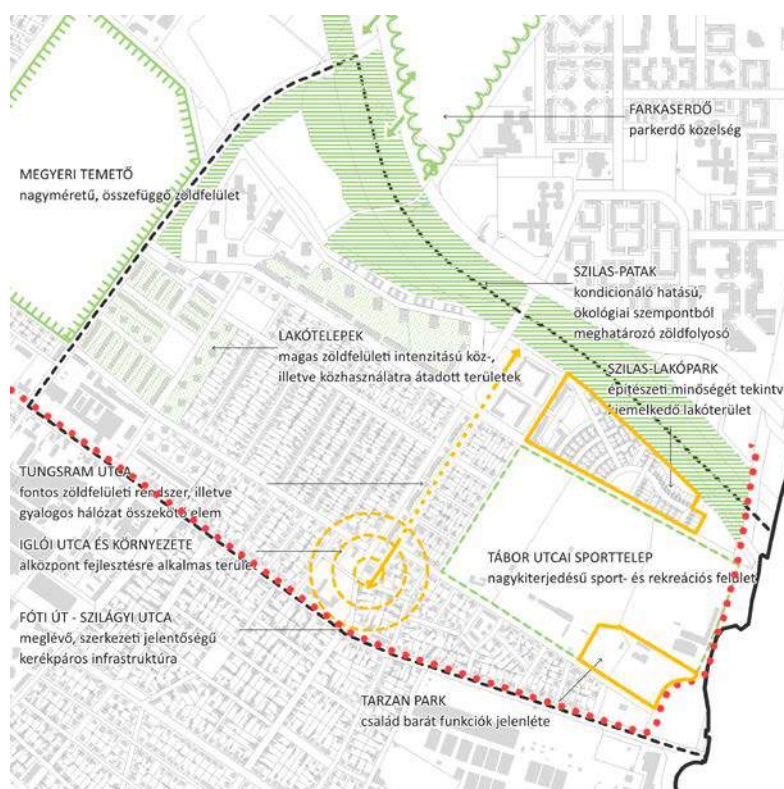 FARKASERDŐ
parkerdő közelség
MEGYERI TEMETŐ
nagyméretű, összefüggő zöldfelület
SZILAS-PATAK
kondicionáló hatású,
ökológiai szempontból
meghatározó zöldfolyosó
LAKÓTELEPEK
magas zöldfelületi intenzitású köz-,
illetve közhasználatra átadott területek
SZILAS-LAKÓPARK
építészeti minőségét tekintv
kiemelkedő lakóterület
TUNGSRAM UTCA
fontos zöldfelületi rendszer, illetve
gyalogos hálózat összekötő elem
IGLÓI UTCA ÉS KÖRNYEZETE
alközpont fejlesztésre alkalmas terület
TÁBOR UTCAI SPORTTELEP
nagykiterjedésű sport- és rekreációs felület
FÓTI ÚT - SZILÁGYI UTCA
meglévő, szerkezeti jelentőségű
kerékpáros infrastruktúra
TARZAN PARK
család barát funkciók jelenléte